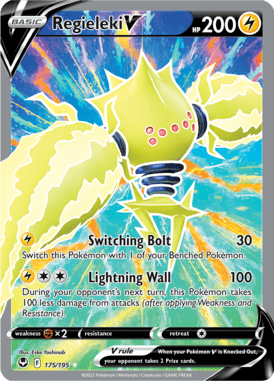 BASIC
Regieleki V
HP 200
Switching Bolt 30
Switch this Pokémon with 1 of your Benched Pokémon.
Lightning Wall 100
During your opponent's next turn, this Pokémon takes
100 less damage from attacks (after applying Weakness and
Resistance).
weakness ×2 resistance retreat
Illus. Eske Yoshinob
F 175/195
V rule
When your Pokémon V is Knocked Out,
your opponent takes 2 Prize cards.
©2022 Pokémon / Nintendo / Creatures / GAME FREAK